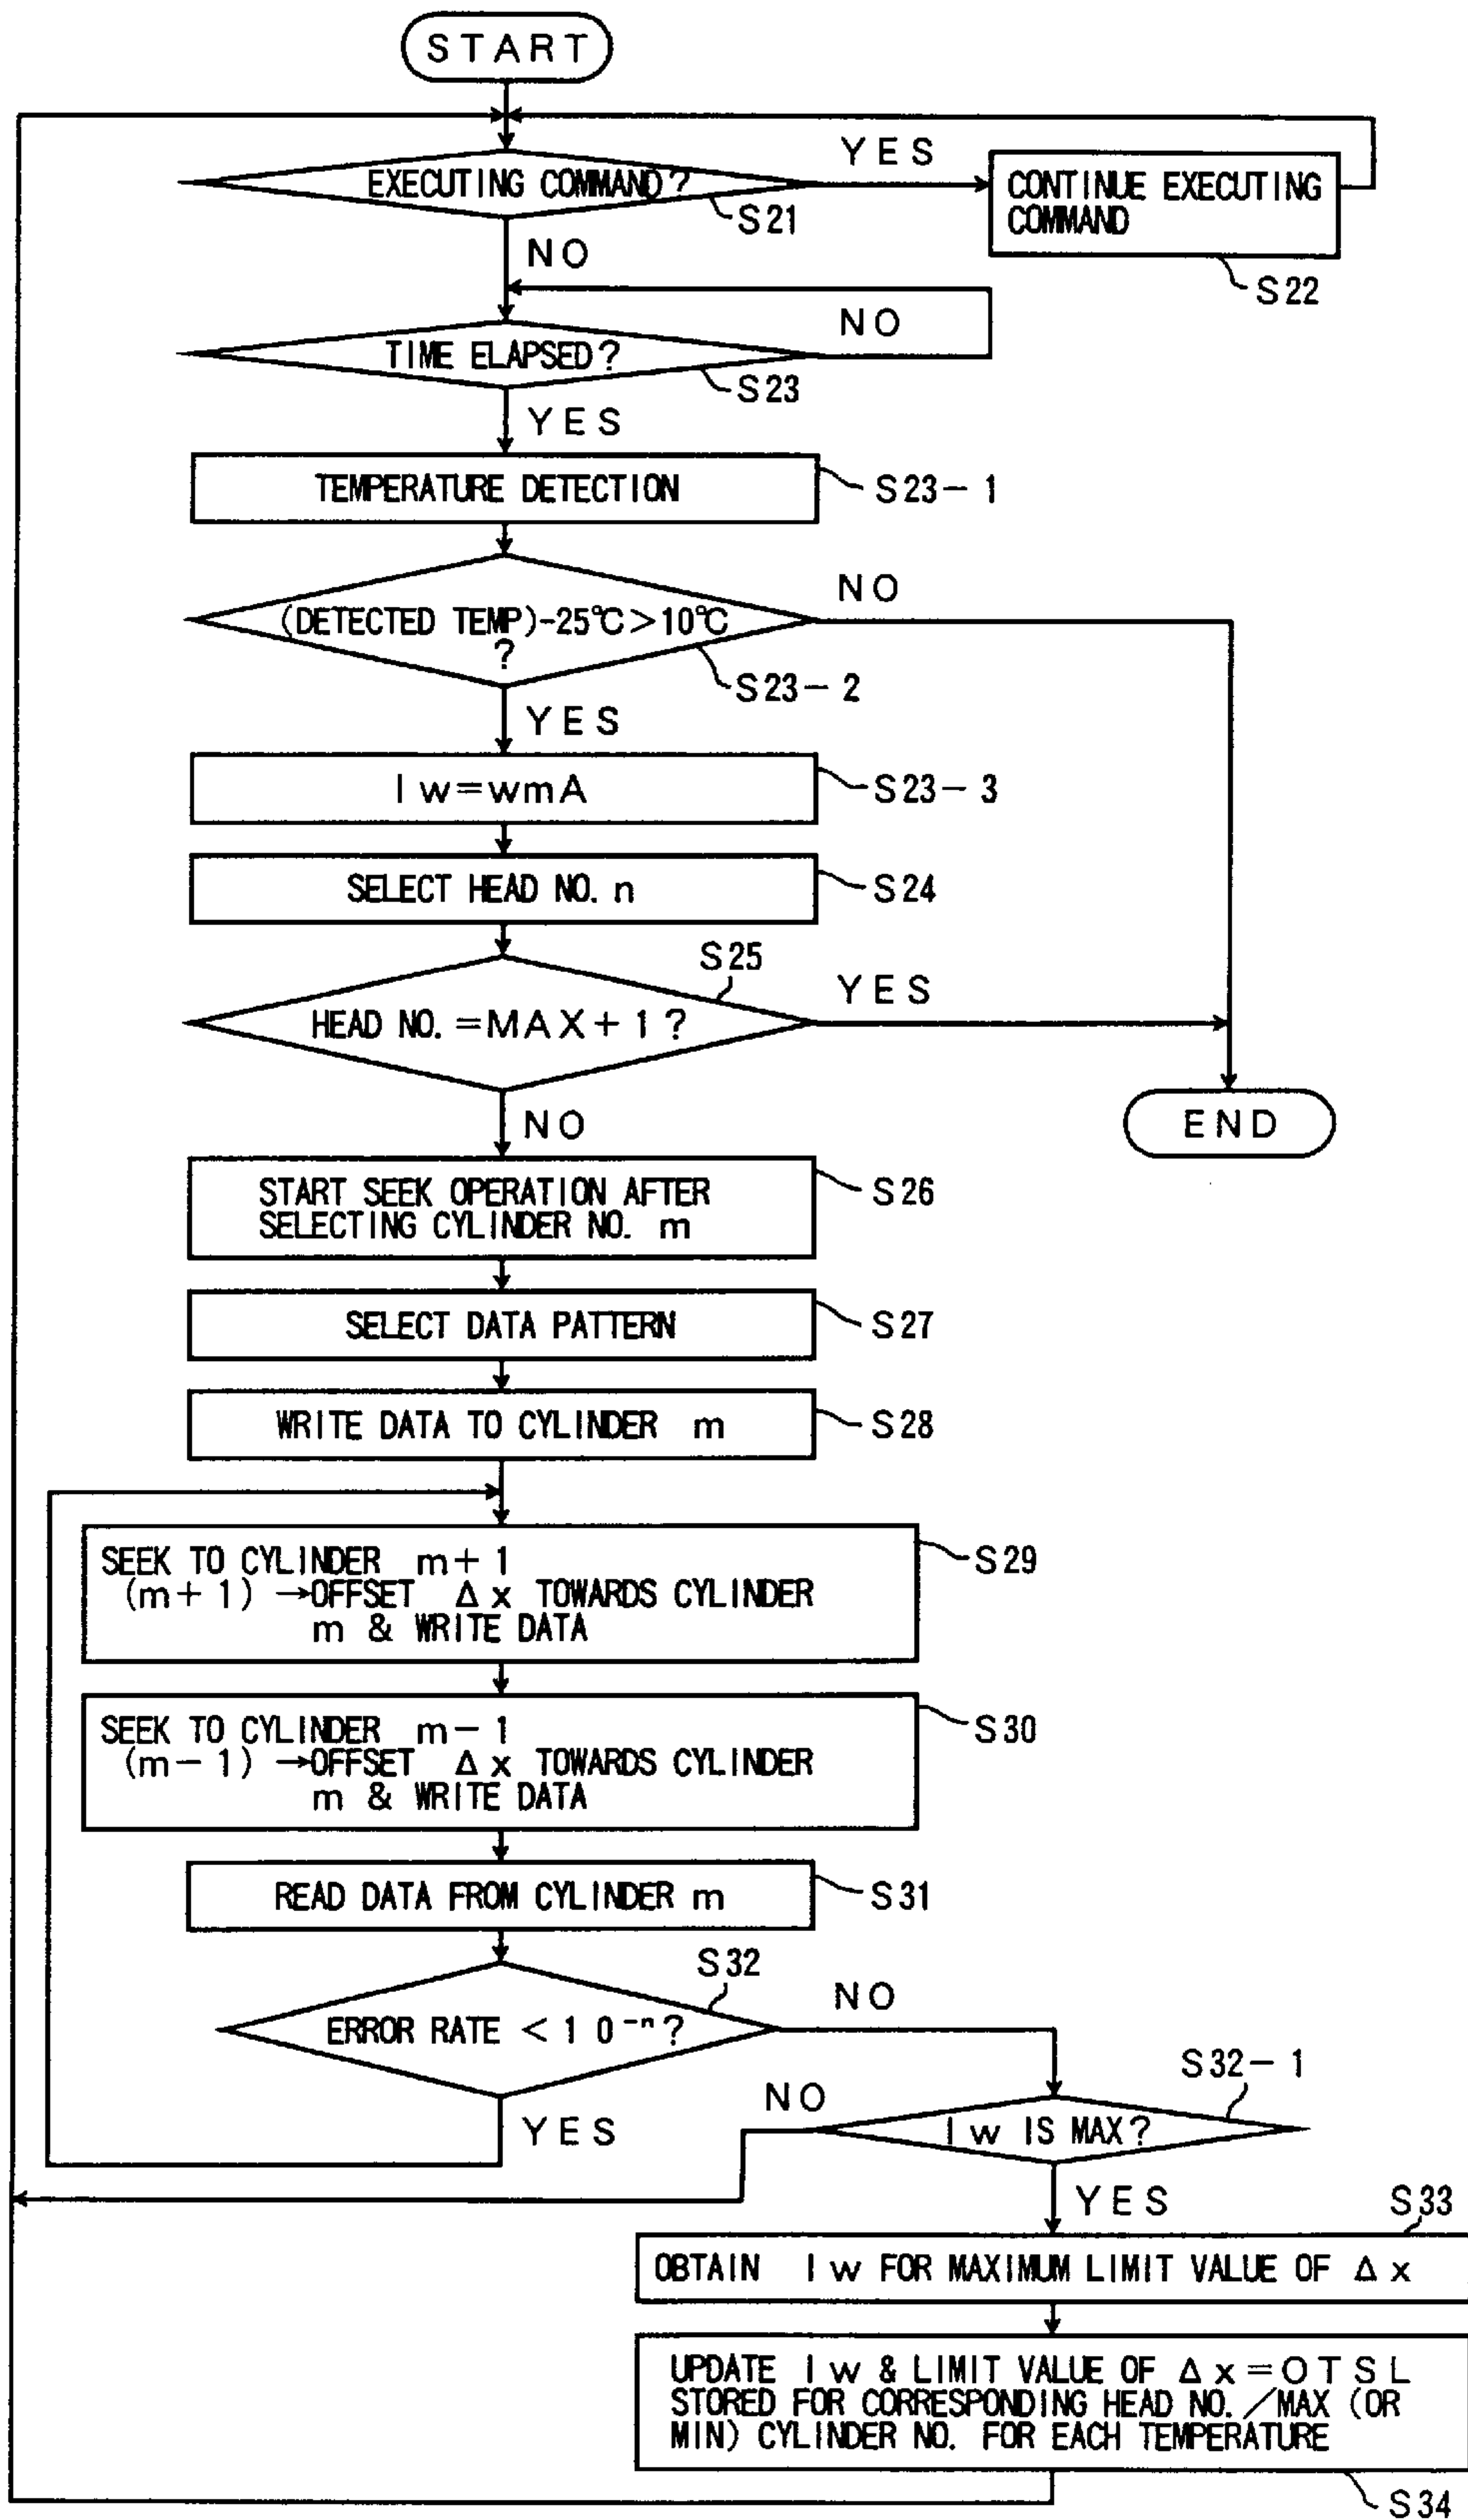 START
YES
EXECUTING COMMAND?
S21
CONTINUE EXECUTING
COMMAND
S22
NO
NO
TIME ELAPSED?
S23
YES
TEMPERATURE DETECTION
S23-1
NO
(DETECTED TEMP)-25℃>10℃
?
S23-2
YES
Iw=wmA
S23-3
SELECT HEAD NO. n
S24
S25
YES
HEAD NO.=MAX+1?
NO
END
START SEEK OPERATION AFTER
SELECTING CYLINDER NO. m
S26
SELECT DATA PATTERN
S27
WRITE DATA TO CYLINDER m
S28
SEEK TO CYLINDER m+1
(m+1)→OFFSET Δx TOWARDS CYLINDER
m & WRITE DATA
S29
SEEK TO CYLINDER m-1
(m-1)→OFFSET Δx TOWARDS CYLINDER
m & WRITE DATA
S30
READ DATA FROM CYLINDER m
S31
S32
NO
ERROR RATE <10⁻ⁿ?
YES
S32-1
NO
Iw IS MAX?
YES
S33
OBTAIN Iw FOR MAXIMUM LIMIT VALUE OF Δx
UPDATE Iw & LIMIT VALUE OF Δx=OTSL
STORED FOR CORRESPONDING HEAD NO./MAX (OR
MIN) CYLINDER NO. FOR EACH TEMPERATURE
S34